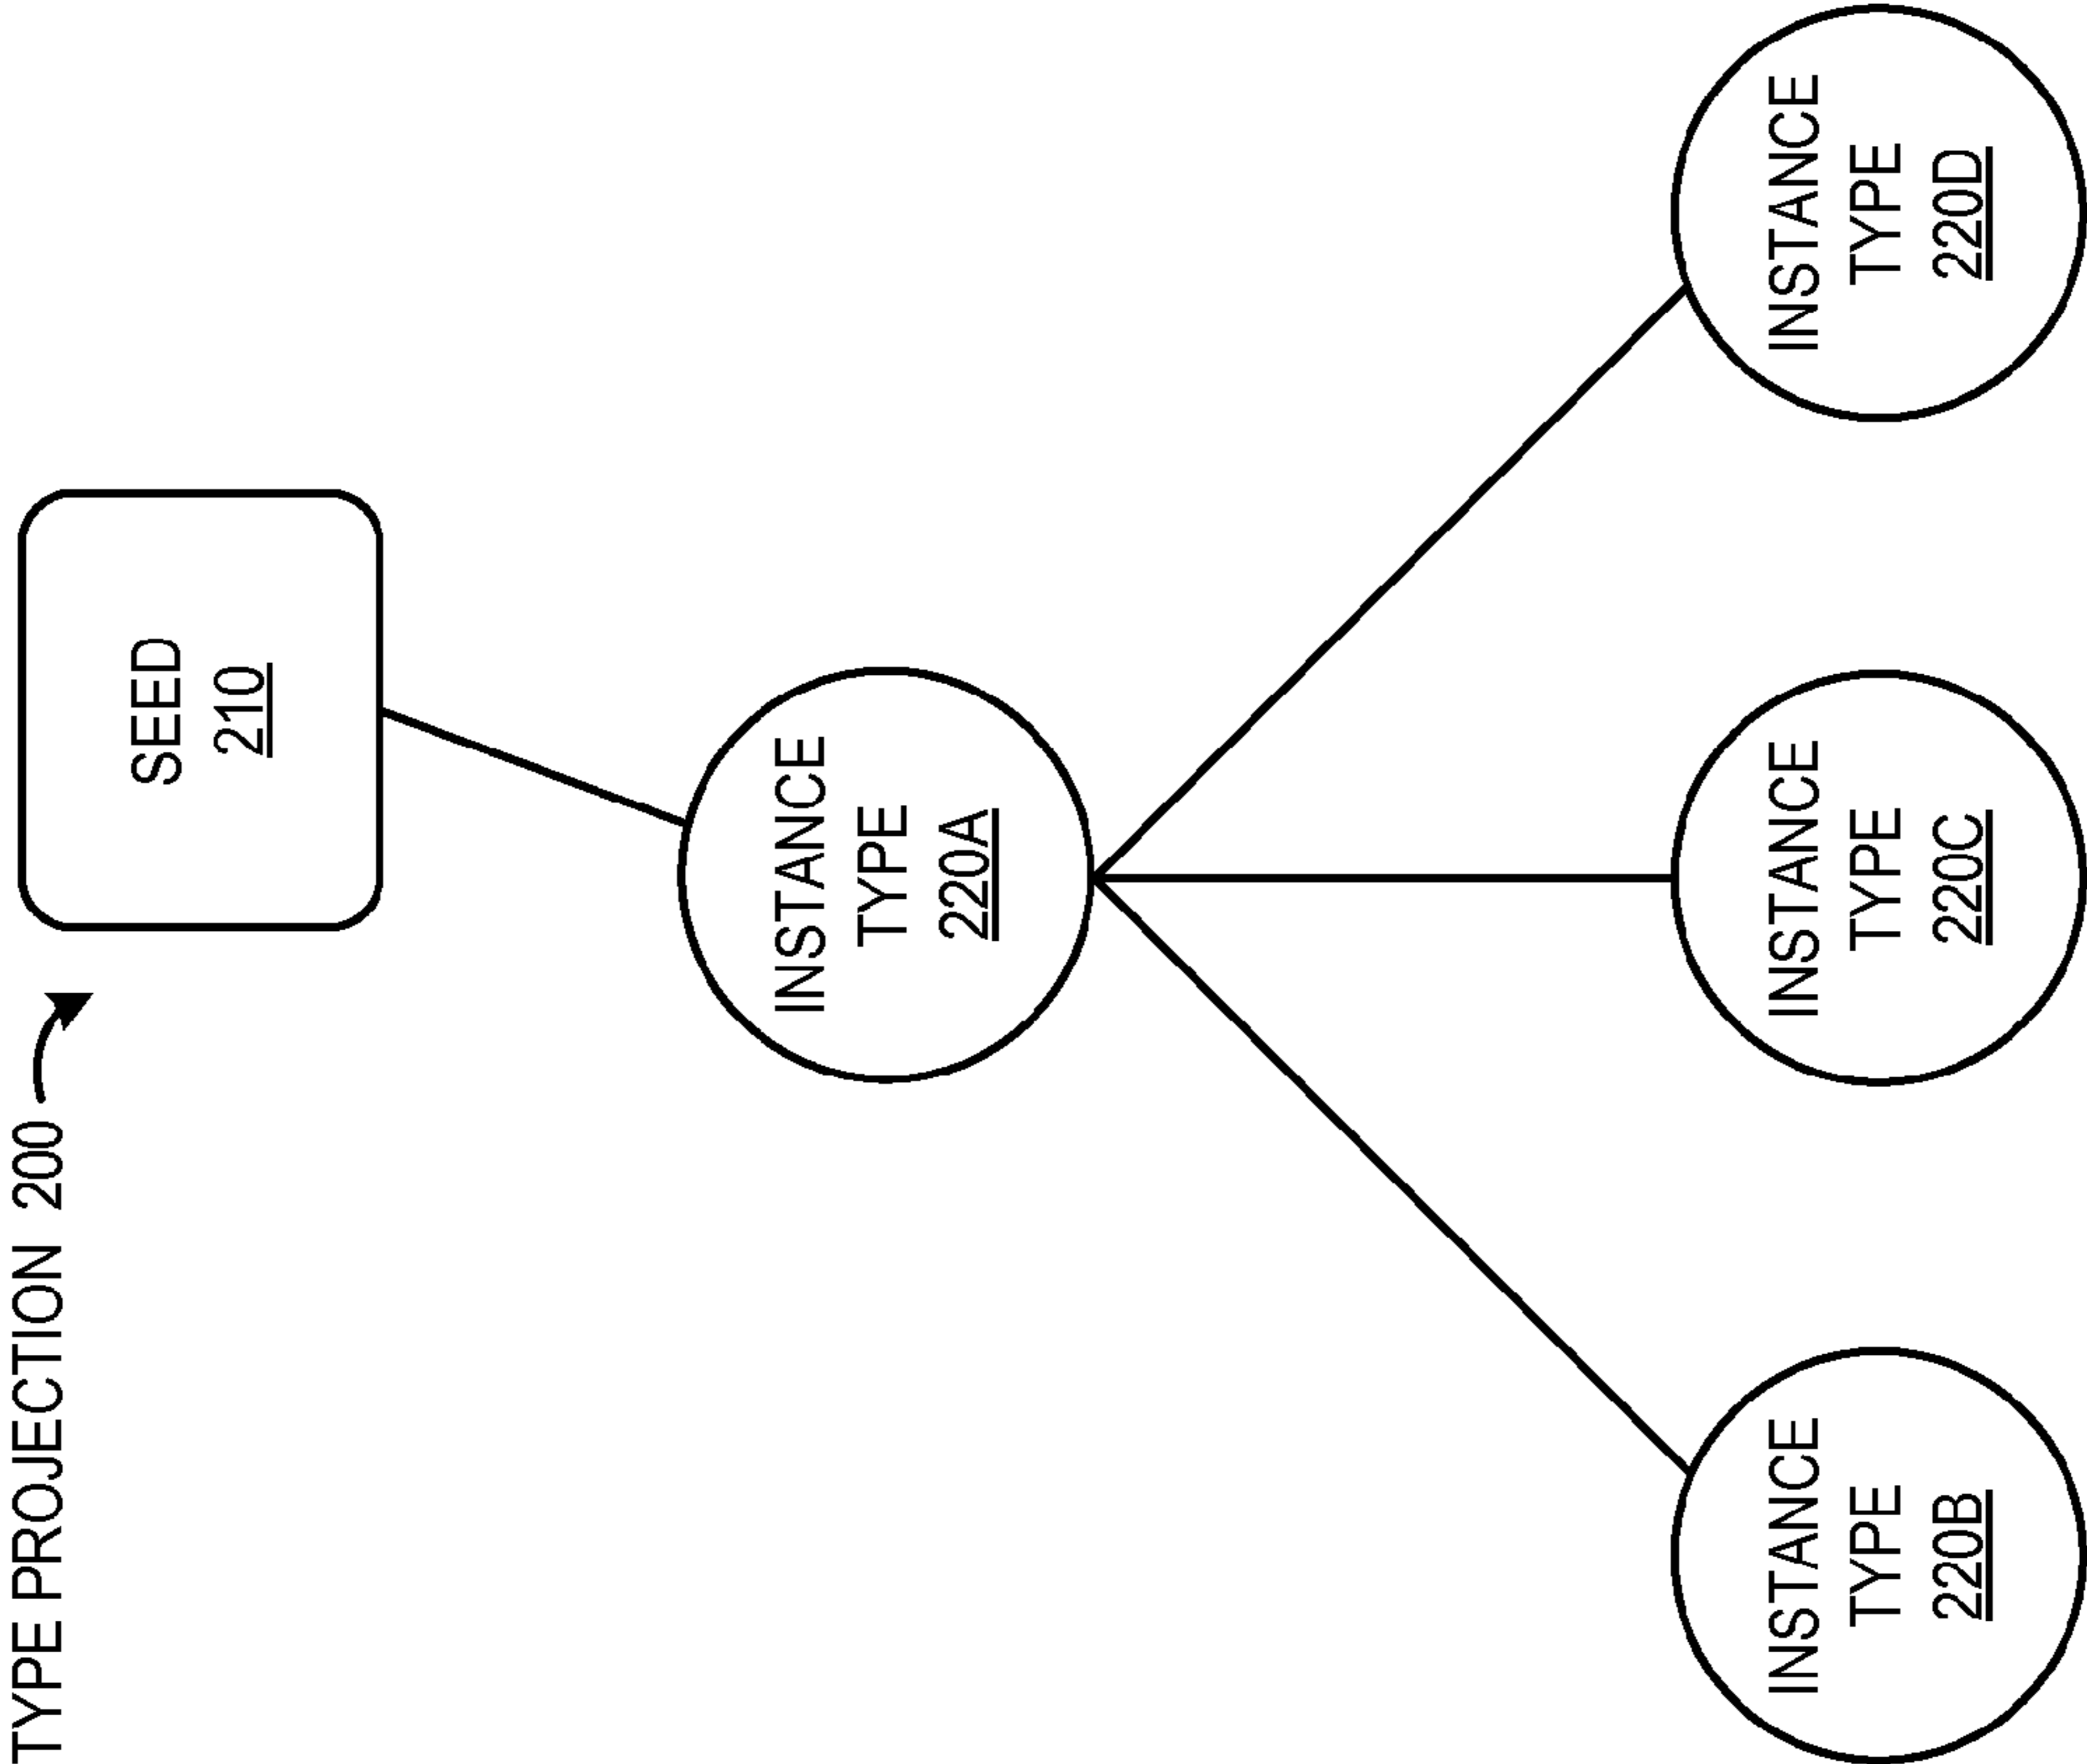 TYPE PROJECTION 200
SEED
210
INSTANCE
TYPE
220A
INSTANCE
TYPE
220B
INSTANCE
TYPE
220C
INSTANCE
TYPE
220D